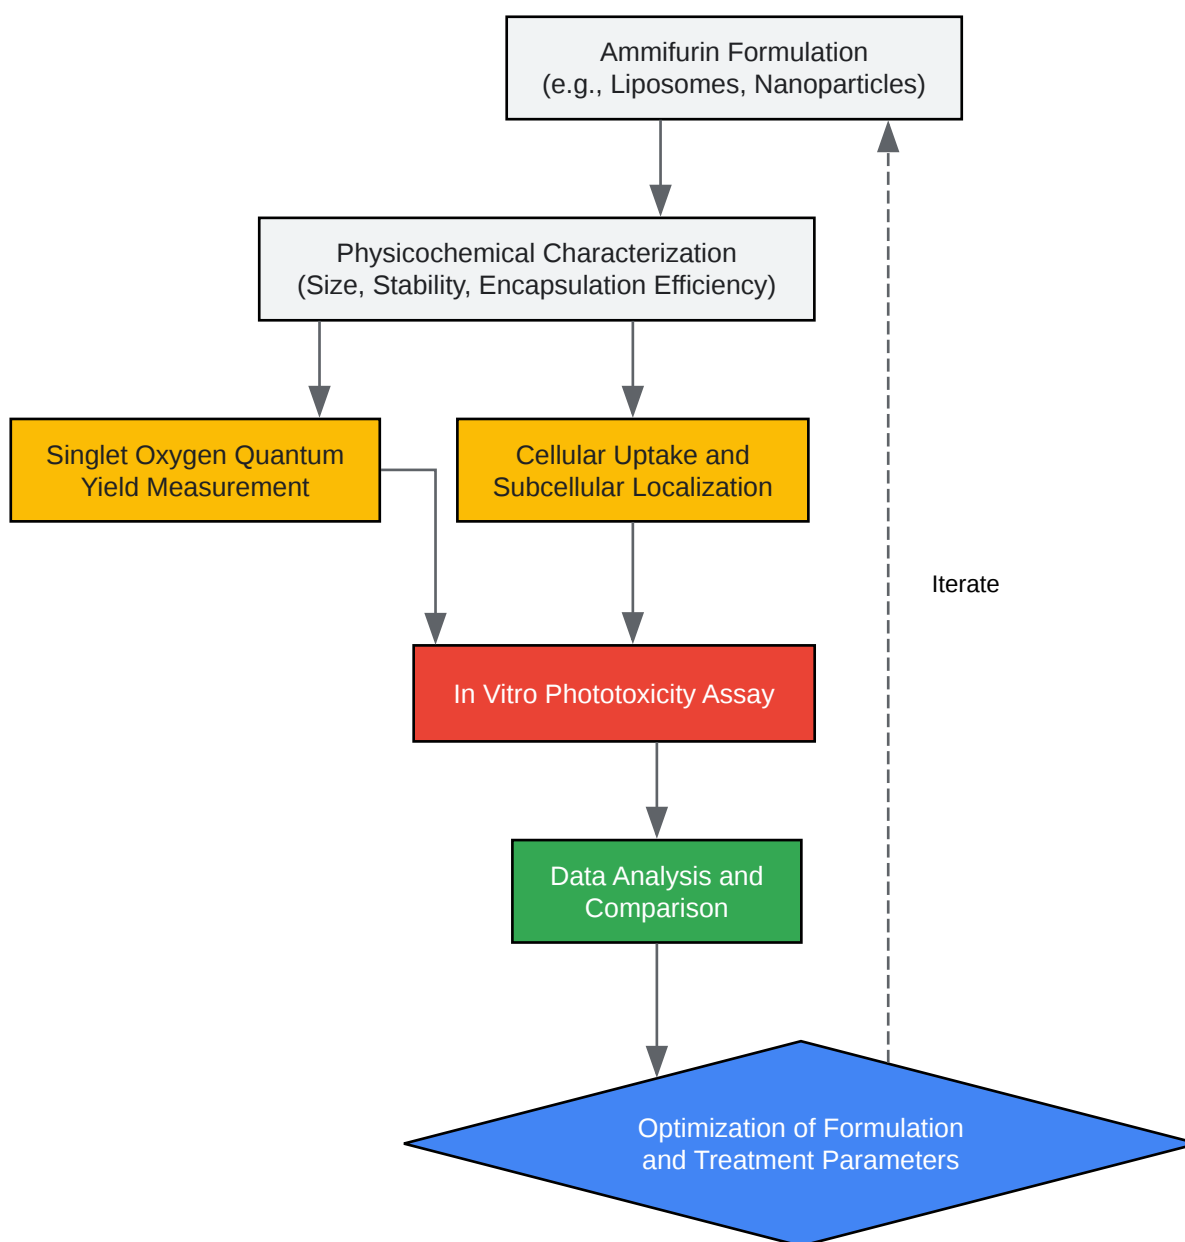 Ammifurin Formulation
(e.g., Liposomes, Nanoparticles)
Physicochemical Characterization
(Size, Stability, Encapsulation Efficiency)
Singlet Oxygen Quantum
Yield Measurement
Cellular Uptake and
Subcellular Localization
Iterate
In Vitro Phototoxicity Assay
Data Analysis and
Comparison
Optimization of Formulation
and Treatment Parameters